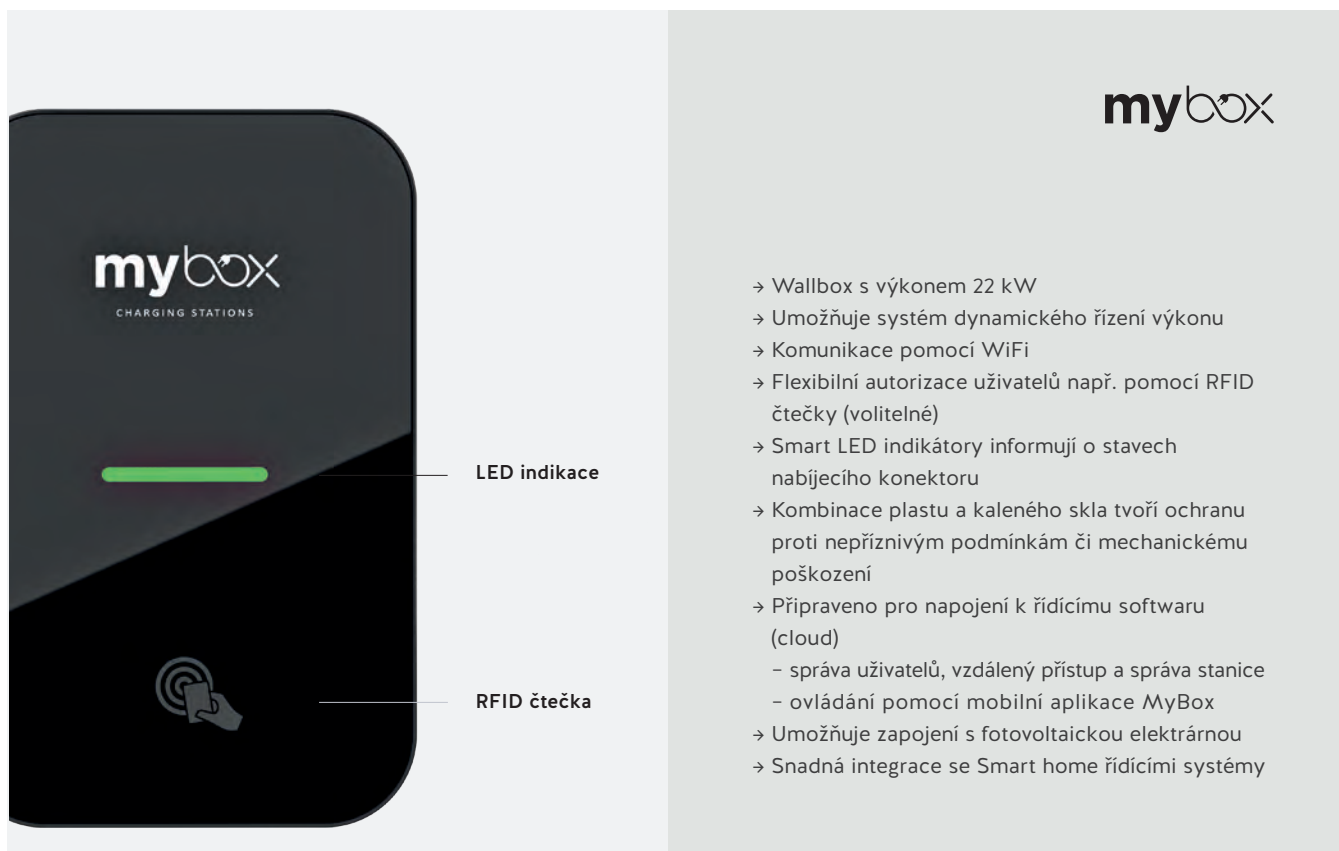 mybox
CHARGING STATIONS
LED indikace
RFID čtečka
mybox
→ Wallbox s výkonem 22 kW
→ Umožňuje systém dynamického řízení výkonu
→ Komunikace pomocí WiFi
→ Flexibilní autorizace uživatelů např. pomocí RFID
čtečky (volitelné)
→ Smart LED indikátory informují o stavech
nabíjecího konektoru
→ Kombinace plastu a kaleného skla tvoří ochranu
proti nepříznivým podmínkám či mechanickému
poškození
→ Připraveno pro napojení k řídícímu softwaru
(cloud)
– správa uživatelů, vzdálený přístup a správa stanice
– ovládání pomocí mobilní aplikace MyBox
→ Umožňuje zapojení s fotovoltaickou elektrárnou
→ Snadná integrace se Smart home řídícími systémy